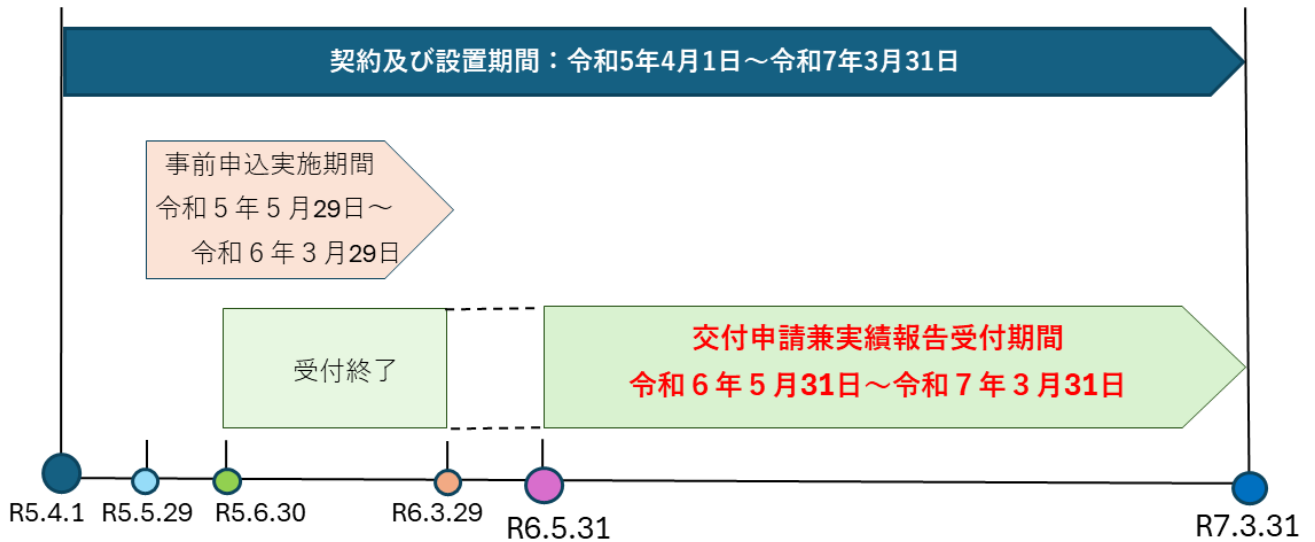 契約及び設置期間：令和5年4月1日～令和7年3月31日
事前申込実施期間
令和５年５月29日～
令和６年３月29日
受付終了
交付申請兼実績報告受付期間
令和６年５月31日～令和７年３月31日
R5.4.1
R5.5.29
R5.6.30
R6.3.29
R6.5.31
R7.3.31